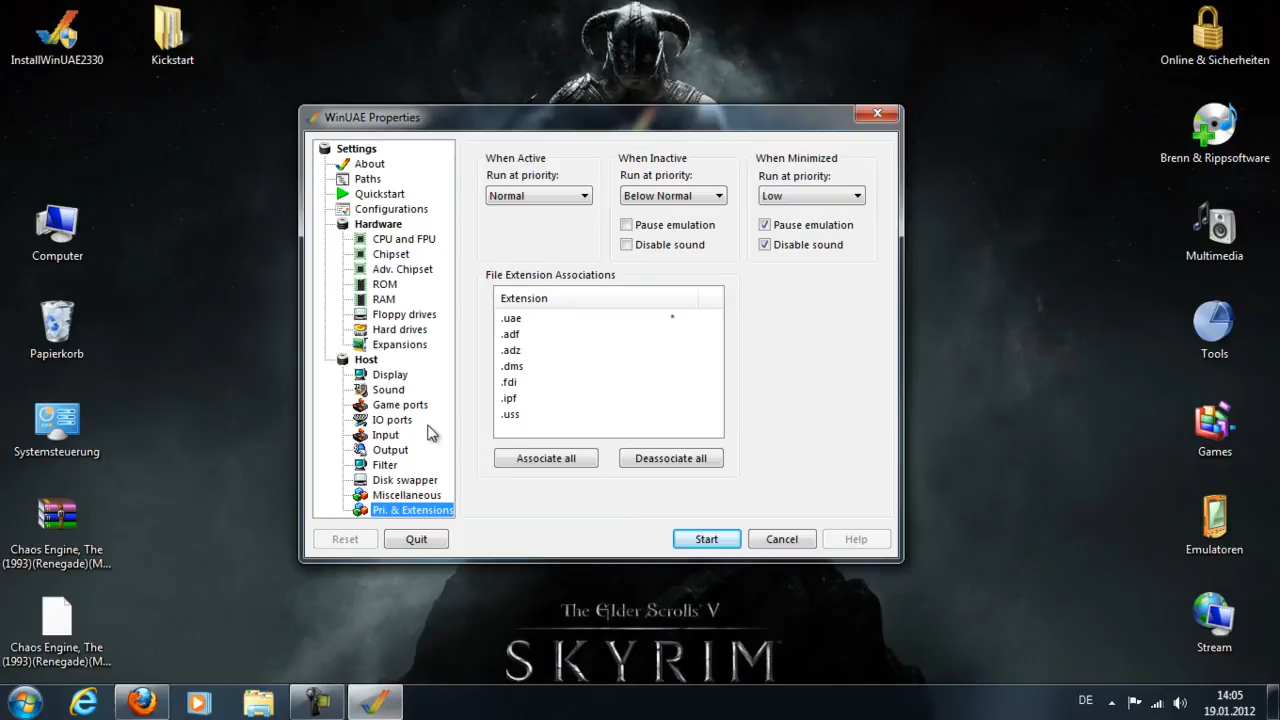 InstallWinUAE2330
Kickstart
Computer
Papierkorb
Systemsteuerung
Chaos Engine, The
(1993)(Renegade)(M...
Chaos Engine, The
(1993)(Renegade)(M...
Online & Sicherheiten
Brenn & Rippsoftware
Multimedia
Tools
Games
Emulatoren
Stream
WinUAE Properties
Settings
About
Paths
Quickstart
Configurations
Hardware
CPU and FPU
Chipset
Adv. Chipset
ROM
RAM
Floppy drives
Hard drives
Expansions
Host
Display
Sound
Game ports
IO ports
Input
Output
Filter
Disk swapper
Miscellaneous
Pri. & Extensions
When Active
Run at priority:
Normal
When Inactive
Run at priority:
Below Normal
Pause emulation
Disable sound
When Minimized
Run at priority:
Low
Pause emulation
Disable sound
File Extension Associations
Extension
.uae *
.adf
.adz
.dms
.fdi
.ipf
.uss
Associate all
Deassociate all
Reset
Quit
Start
Cancel
Help
The Elder Scrolls V
SKYRIM
DE
14:05
19.01.2012